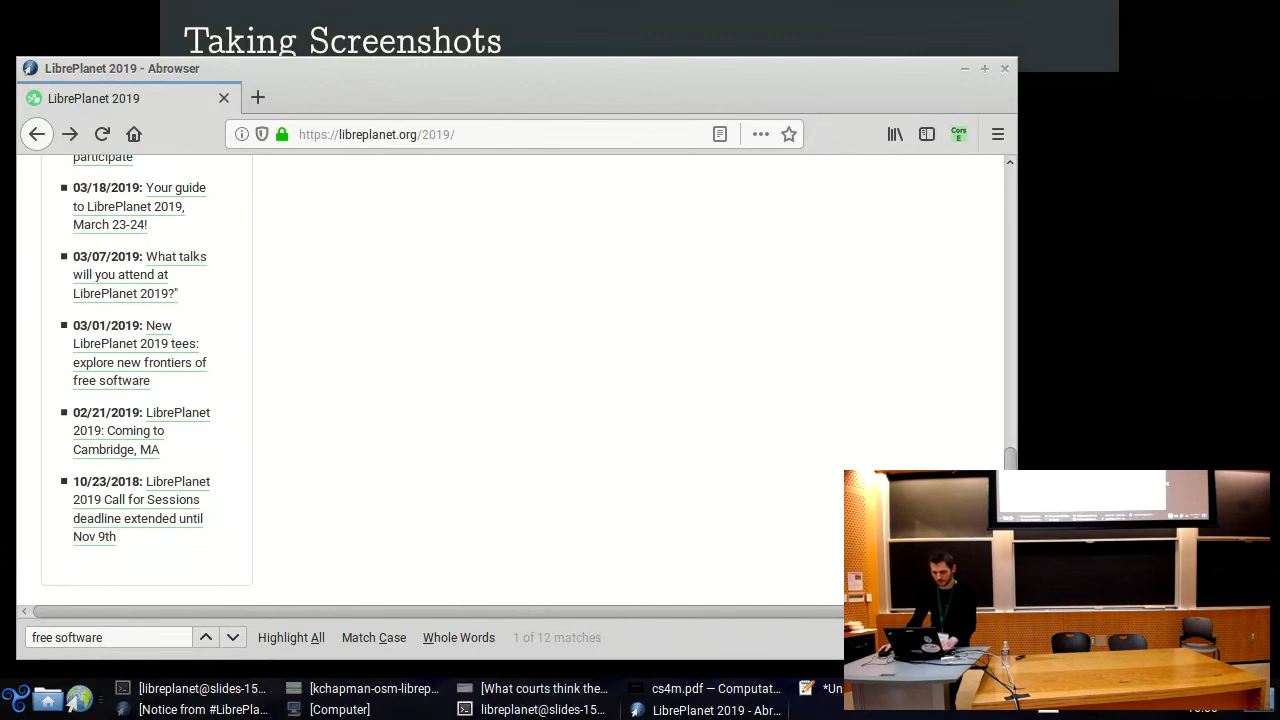 Taking Screenshots
LibrePlanet 2019 - Abrowser
LibrePlanet 2019
https://libreplanet.org/2019/
Cors
E
participate
03/18/2019: Your guide
to LibrePlanet 2019,
March 23-24!
03/07/2019: What talks
will you attend at
LibrePlanet 2019?"
03/01/2019: New
LibrePlanet 2019 tees:
explore new frontiers of
free software
02/21/2019: LibrePlanet
2019: Coming to
Cambridge, MA
10/23/2018: LibrePlanet
2019 Call for Sessions
deadline extended until
Nov 9th
free software
Highlight All
Match Case
Whole Words
1 of 12 matches
[libreplanet@slides-15...
[kchapman-osm-librep...
[What courts think the...
cs4m.pdf — Computat...
*Un
[Notice from #LibrePla...
[Computer]
libreplanet@slides-15...
LibrePlanet 2019 - Abr...